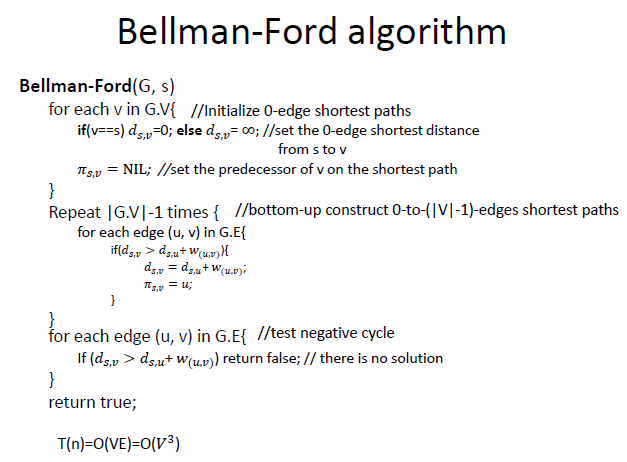 Bellman-Ford algorithm
Bellman-Ford(G, s)
for each v in G.V{ //Initialize 0-edge shortest paths
if(v==s) d_{s,v}=0; else d_{s,v}= ∞; //set the 0-edge shortest distance
from s to v
π_{s,v} = NIL; //set the predecessor of v on the shortest path
}
Repeat |G.V|-1 times { //bottom-up construct 0-to-(|V|-1)-edges shortest paths
for each edge (u, v) in G.E{
if(d_{s,v} > d_{s,u}+ w_{(u,v)}){
d_{s,v} = d_{s,u}+ w_{(u,v)};
π_{s,v} = u;
}
}
for each edge (u, v) in G.E{ //test negative cycle
If (d_{s,v} > d_{s,u}+ w_{(u,v)}) return false; // there is no solution
}
return true;
T(n)=O(VE)=O(V³)